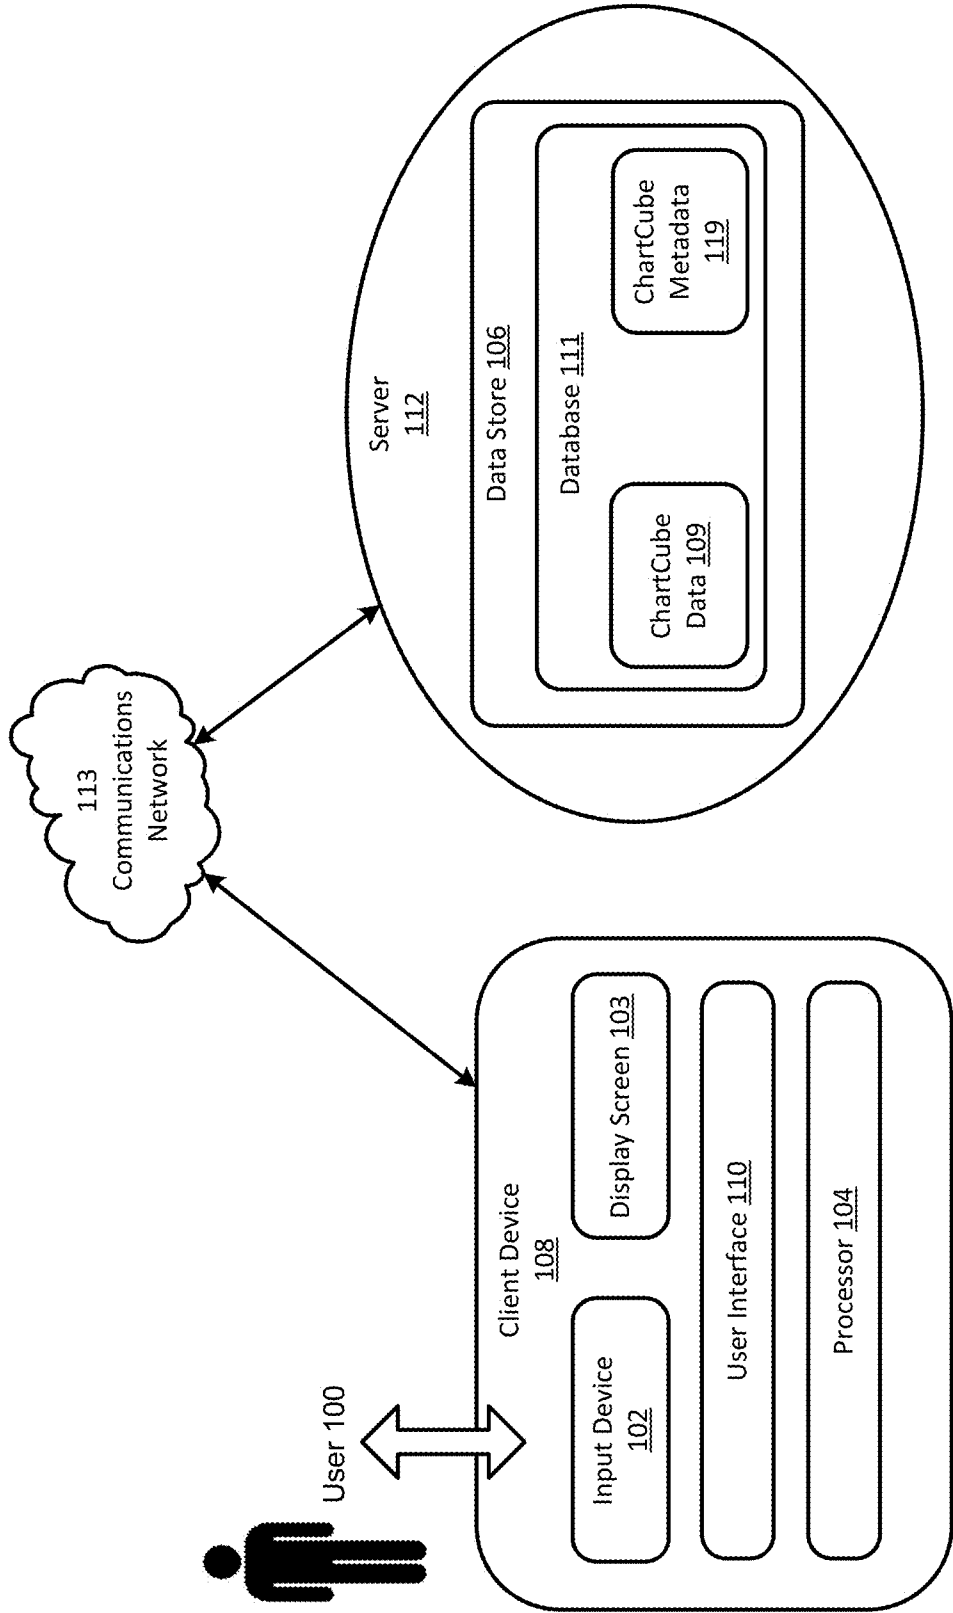 User 100
Client Device
108
Input Device
102
Display Screen 103
User Interface 110
Processor 104
113
Communications
Network
Server
112
Data Store 106
Database 111
ChartCube
Data 109
ChartCube
Metadata
119